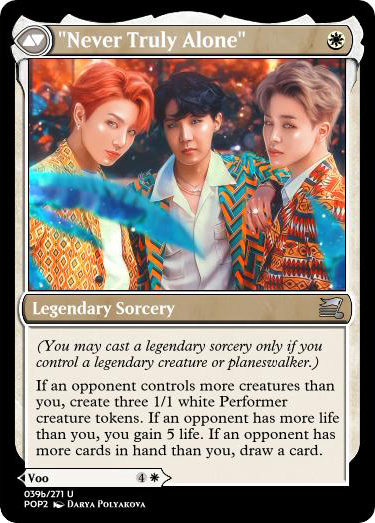 "Never Truly Alone"
Legendary Sorcery
(You may cast a legendary sorcery only if you
control a legendary creature or planeswalker.)
If an opponent controls more creatures than
you, create three 1/1 white Performer
creature tokens. If an opponent has more life
than you, you gain 5 life. If an opponent has
more cards in hand than you, draw a card.
Voo 4
039b/271 U
POP2 Darya Polyakova